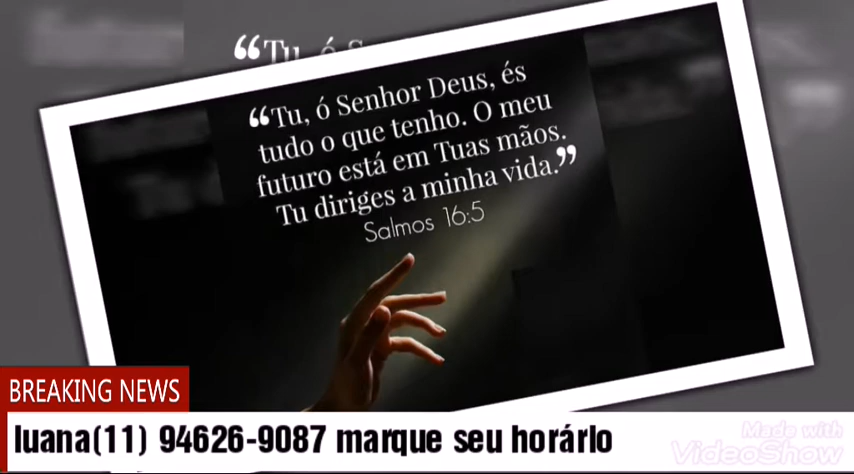 “Tu, ó S
“Tu, ó Senhor Deus, és
tudo o que tenho. O meu
futuro está em Tuas mãos.
Tu diriges a minha vida.”
Salmos 16:5
BREAKING NEWS
luana(11) 94626-9087 marque seu horárlo
Made with
VideoShow